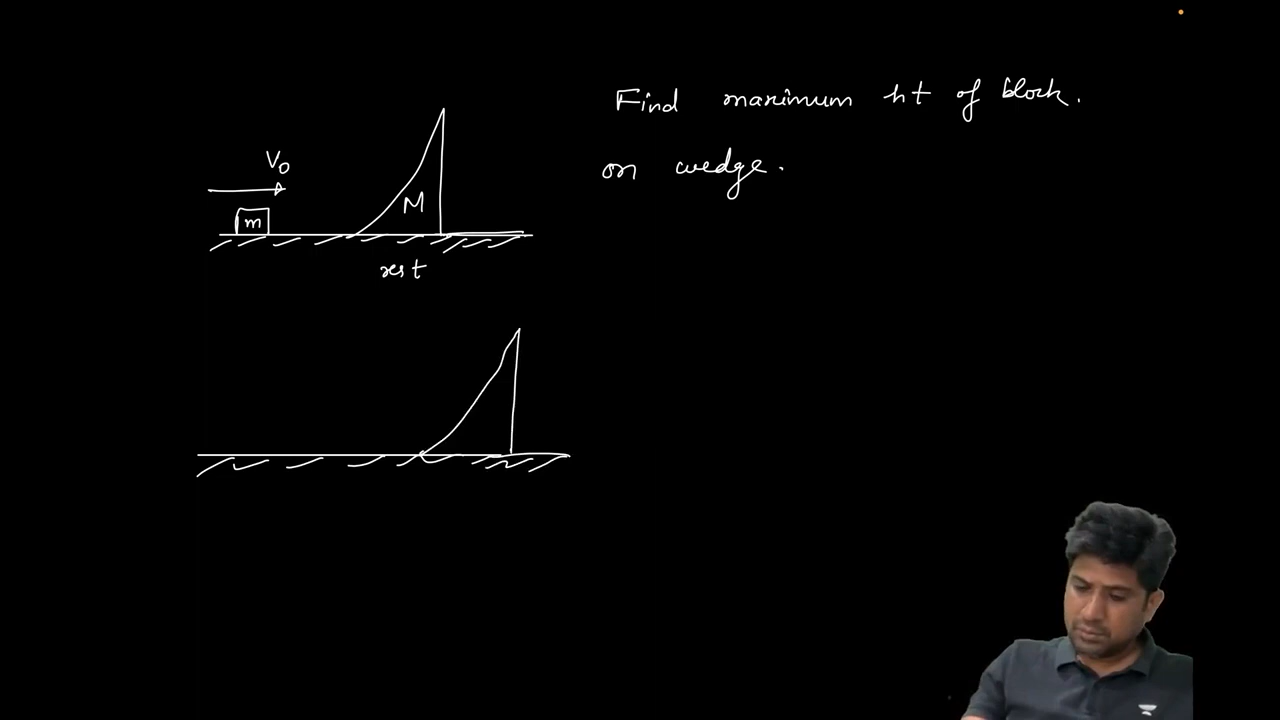 Find maximum ht of block.
on wedge.
V0
m
M
rest